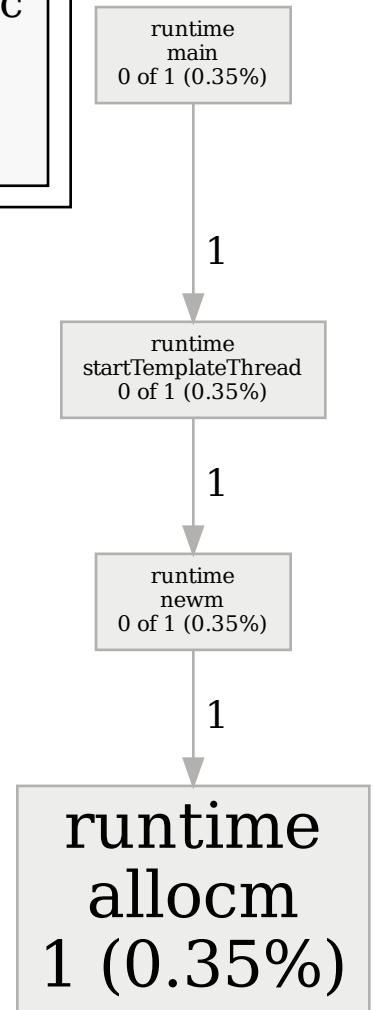 c
runtime
main
0 of 1 (0.35%)
1
runtime
startTemplateThread
0 of 1 (0.35%)
1
runtime
newm
0 of 1 (0.35%)
1
runtime
allocm
1 (0.35%)